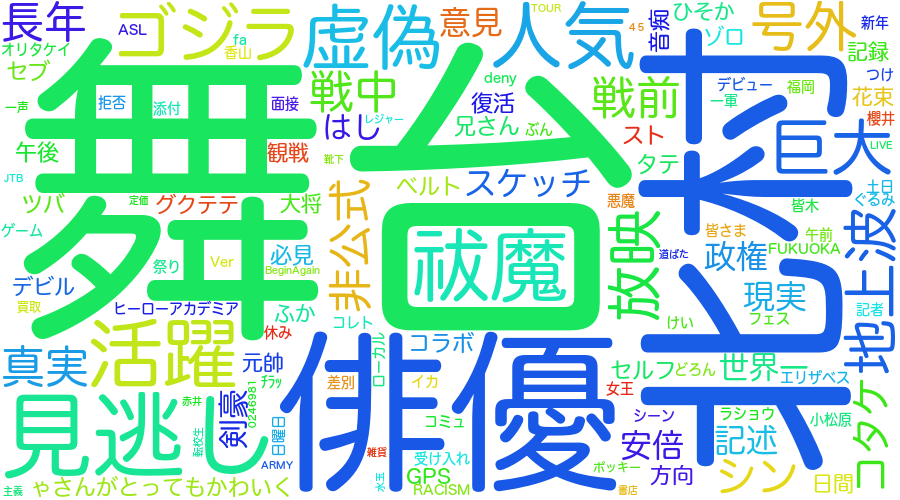 長年
ASL
ゴジラ
fa
虚偽
意見
TOUR
人気
45
音痴
ひそか
ゾロ
号外
新年
オリタケイ
セブ
香山
記録
つけ
一声
拒否
添付
面接
戦中
deny
復活
戦前
デビュー
一軍
福岡
花束
櫻井
はし
レジャー
兄さん
ぶん
スト
巨大
LIVE
午後
観戦
舞台
靴下
タテ
村
JTB
ツバ
定価
グクテテ
大将
ベルト
スケッチ
悪魔
皆木
土日
ぐるみ
ゲーム
祭り
Ver
必見
BeginAgain
非公式
祓魔
放映
皆さま
午前
政権
FUKUOKA
道ばた
地上波
デビル
買取
ヒーローアカデミア
ふか
現実
記者
コレト
けい
フェス
活躍
休み
真実
元帥
チラッ
ローカル
コラボ
セルフ
どろん
世界一
エリザベス
差別
イカ
女王
赤井
剣豪
0246981
俳優
シーン
ラショウ
小松原
コタケ
見逃し
転校生
日曜日
コミュ
安倍
記述
雑貨
受け入れ
ARMY
ポッキー
方向
シン
日間
水玉
GPS
主義
ゃさんがとってもかわいく
RACISM
書店